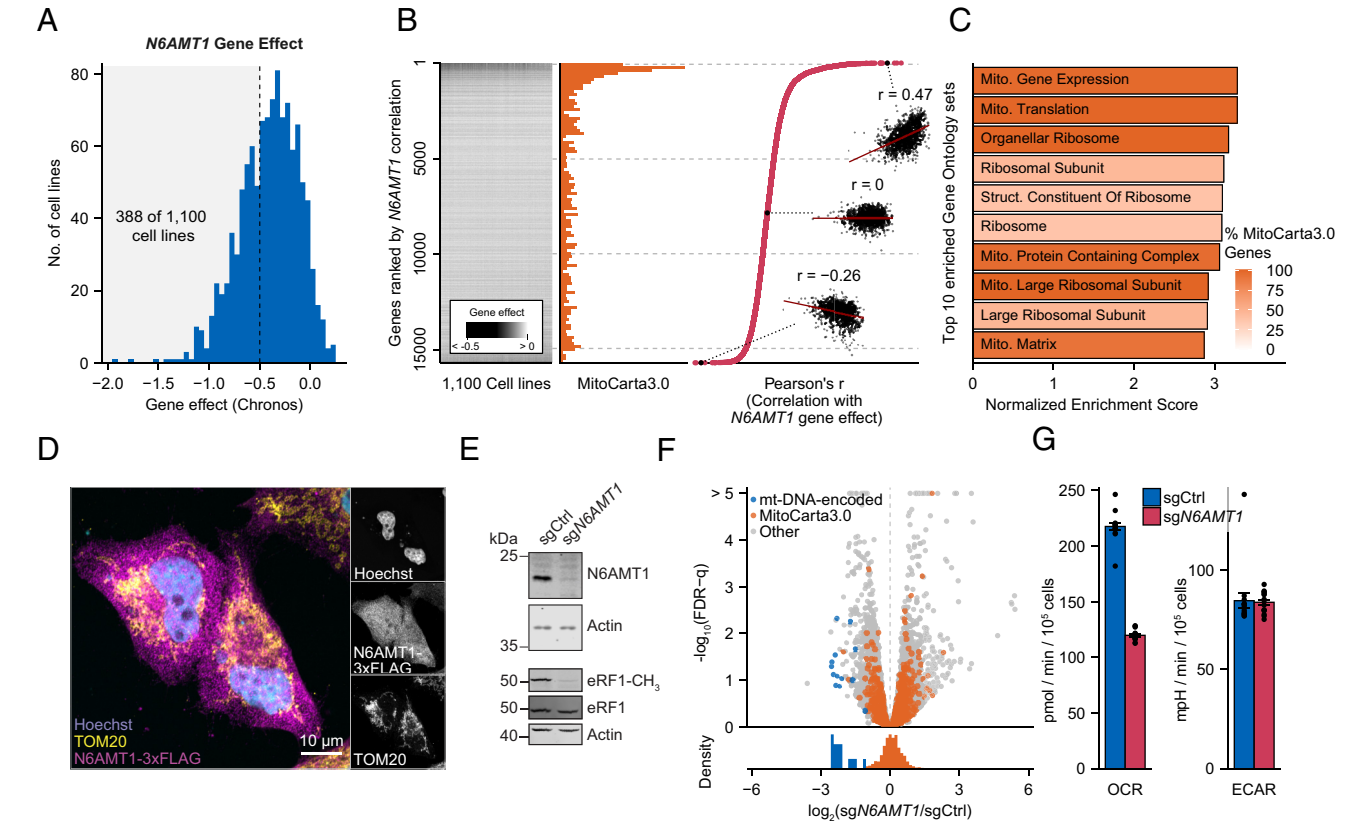 A
N6AMT1 Gene Effect
No. of cell lines
80
60
40
20
0
388 of 1,100
cell lines
−2.0
−1.5
−1.0
−0.5
0.0
Gene effect (Chronos)
B
Genes ranked by N6AMT1 correlation
1
5000
10000
15000
Gene effect
< -0.5
> 0
1,100 Cell lines
MitoCarta3.0
r = 0.47
r = 0
r = −0.26
Pearson's r
(Correlation with
N6AMT1 gene effect)
C
Top 10 enriched Gene Ontology sets
Mito. Gene Expression
Mito. Translation
Organellar Ribosome
Ribosomal Subunit
Struct. Constituent Of Ribosome
Ribosome
Mito. Protein Containing Complex
Mito. Large Ribosomal Subunit
Large Ribosomal Subunit
Mito. Matrix
0
1
2
3
Normalized Enrichment Score
% MitoCarta3.0
Genes
100
75
50
25
0
D
Hoechst
TOM20
N6AMT1-3xFLAG
10 µm
Hoechst
N6AMT1-
3xFLAG
TOM20
E
kDa
sgCtrl
sgN6AMT1
25
N6AMT1
Actin
35
50
eRF1-CH3
50
eRF1
40
Actin
F
-log10(FDR−q)
> 5
4
3
2
1
0
mt-DNA-encoded
MitoCarta3.0
Other
Density
−6
−3
0
3
6
log2(sgN6AMT1/sgCtrl)
G
sgCtrl
sgN6AMT1
pmol / min / 10^5 cells
250
200
150
100
50
0
OCR
mpH / min / 10^5 cells
100
50
0
ECAR